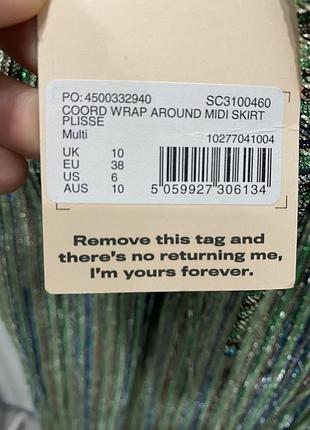 PO: 4500332940 SC3100460
COORD WRAP AROUND MIDI SKIRT
PLISSE
Multi 10277041004
UK 10
EU 38
US 6
AUS 10
5 059927 306134
Remove this tag and
there's no returning me,
I'm yours forever.